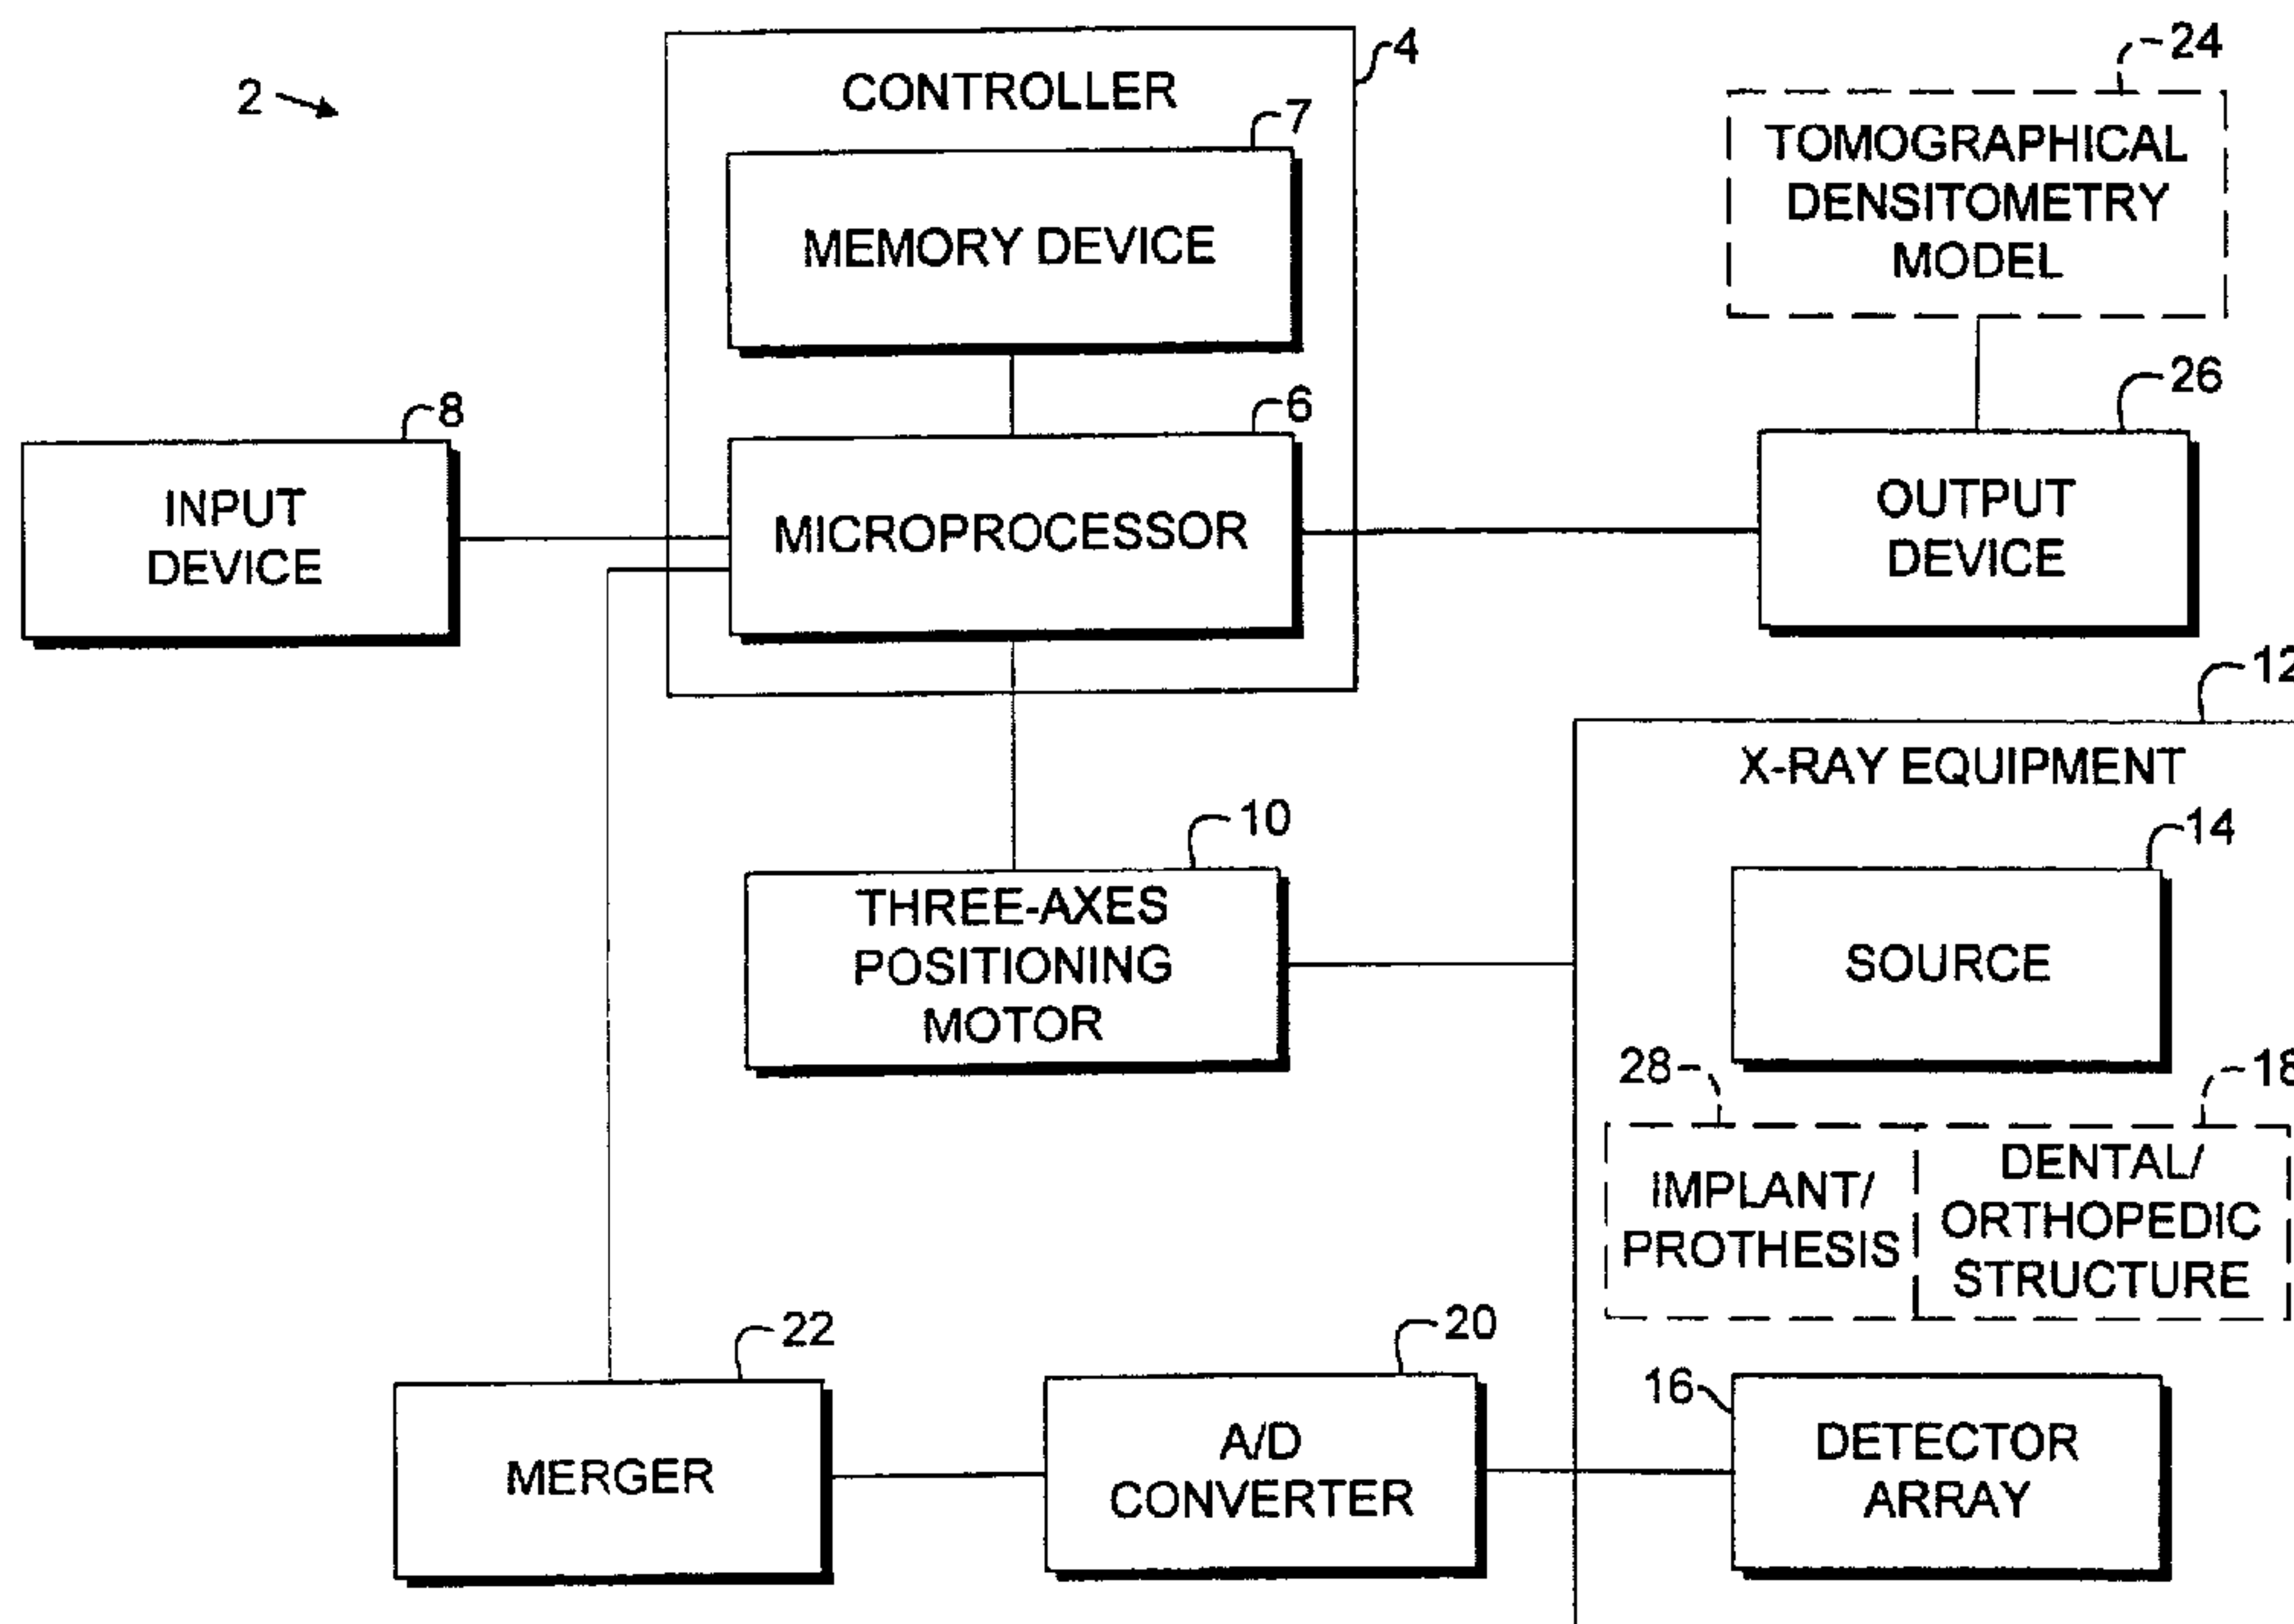 2
CONTROLLER
4
7
MEMORY DEVICE
24
TOMOGRAPHICAL
DENSITOMETRY
MODEL
8
INPUT
DEVICE
6
MICROPROCESSOR
26
OUTPUT
DEVICE
12
X-RAY EQUIPMENT
10
THREE-AXES
POSITIONING
MOTOR
14
SOURCE
28
IMPLANT/
PROTHESIS
18
DENTAL/
ORTHOPEDIC
STRUCTURE
22
MERGER
20
A/D
CONVERTER
16
DETECTOR
ARRAY